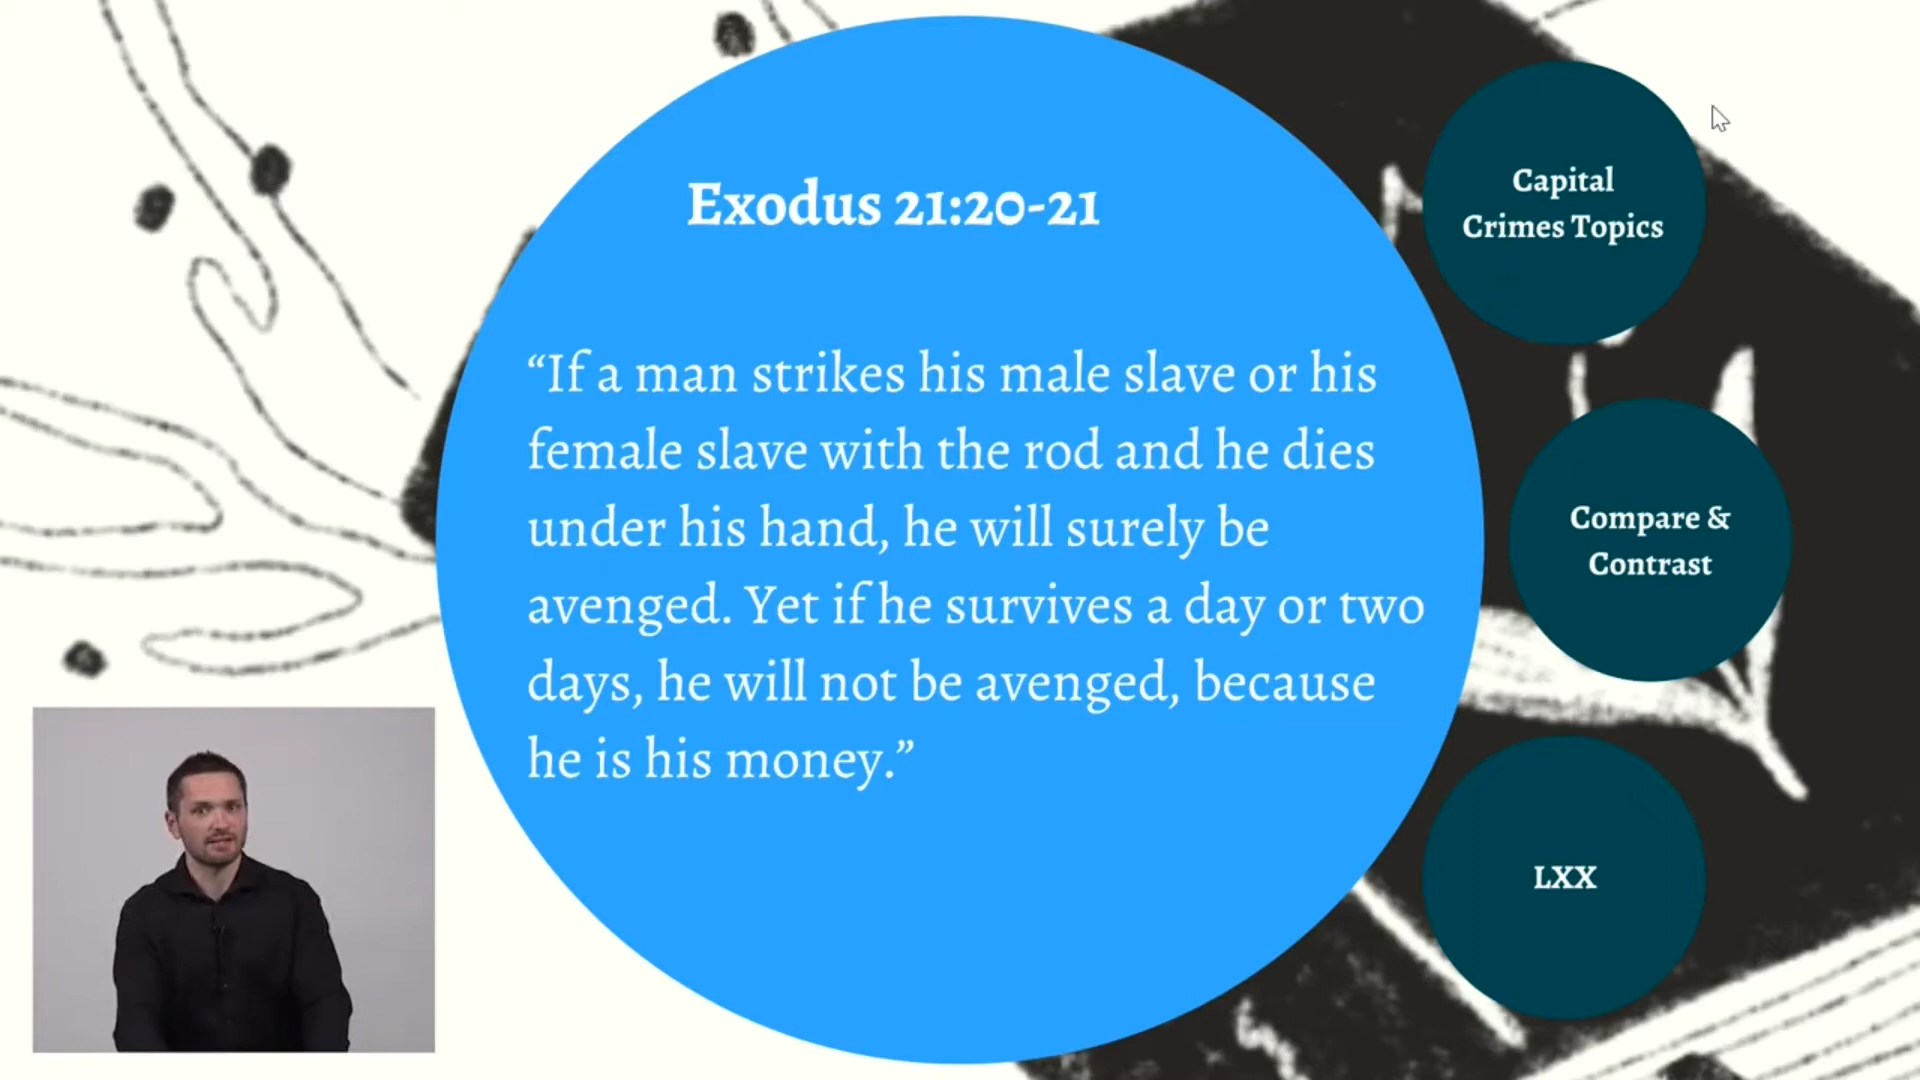 Exodus 21:20-21
“If a man strikes his male slave or his
female slave with the rod and he dies
under his hand, he will surely be
avenged. Yet if he survives a day or two
days, he will not be avenged, because
he is his money.”
Capital
Crimes Topics
Compare &
Contrast
LXX